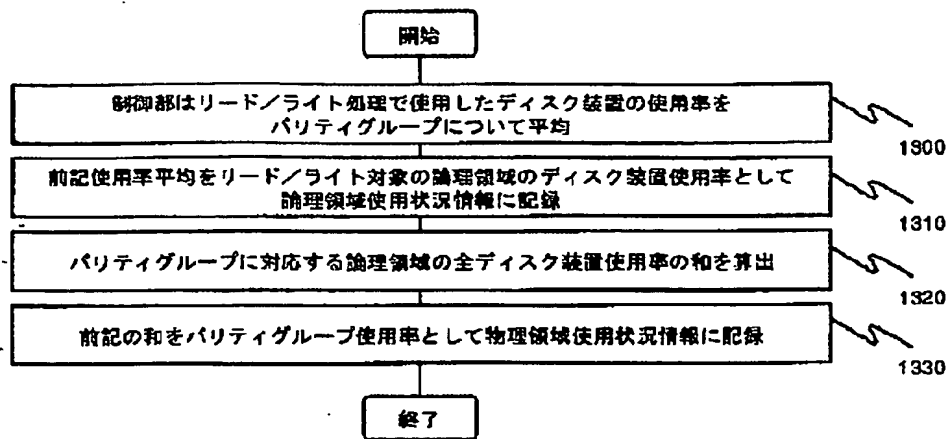 開始
制御部はリード／ライト処理で使用したディスク装置の使用率を
パリティグループについて平均
1300
前記使用率平均をリード／ライト対象の論理領域のディスク装置使用率として
論理領域使用状況情報に記録
1310
パリティグループに対応する論理領域の全ディスク装置使用率の和を算出
1320
前記の和をパリティグループ使用率として物理領域使用状況情報に記録
1330
終了